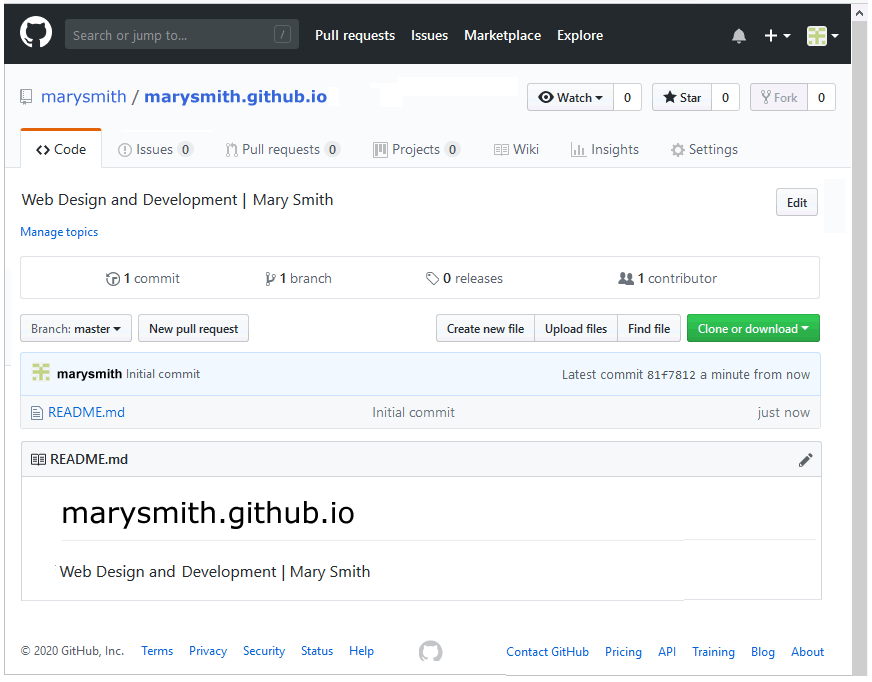 Search or jump to... / Pull requests Issues Marketplace Explore
marysmith / marysmith.github.io Watch 0 Star 0 Fork 0
Code Issues 0 Pull requests 0 Projects 0 Wiki Insights Settings
Web Design and Development | Mary Smith Edit
Manage topics
1 commit 1 branch 0 releases 1 contributor
Branch: master New pull request Create new file Upload files Find file Clone or download
marysmith Initial commit Latest commit 81f7812 a minute from now
README.md Initial commit just now
README.md
marysmith.github.io
Web Design and Development | Mary Smith
© 2020 GitHub, Inc. Terms Privacy Security Status Help Contact GitHub Pricing API Training Blog About